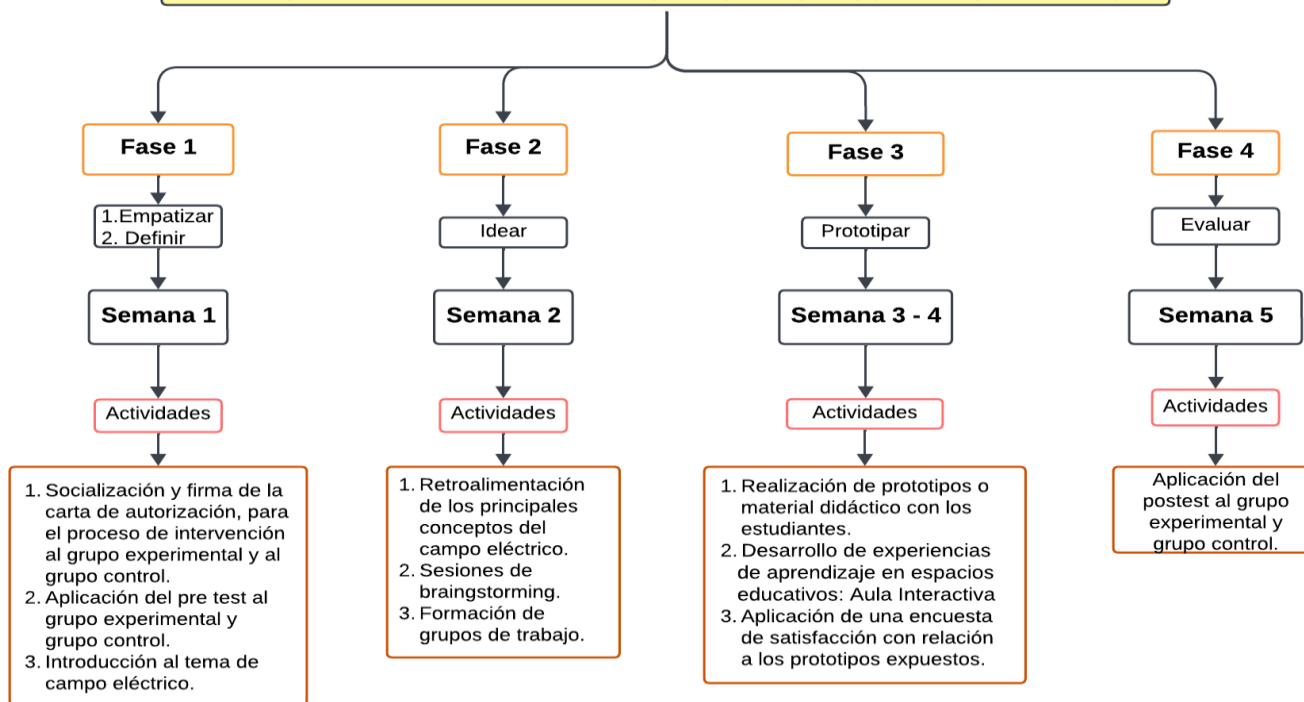 Fase 1
1.Empatizar
2. Definir
Semana 1
Actividades
1. Socialización y firma de la
carta de autorización, para
el proceso de intervención
al grupo experimental y al
grupo control.
2. Aplicación del pre test al
grupo experimental y
grupo control.
3. Introducción al tema de
campo eléctrico.
Fase 2
Idear
Semana 2
Actividades
1. Retroalimentación
de los principales
conceptos del
campo eléctrico.
2. Sesiones de
braingstorming.
3. Formación de
grupos de trabajo.
Fase 3
Prototipar
Semana 3 - 4
Actividades
1. Realización de prototipos o
material didáctico con los
estudiantes.
2. Desarrollo de experiencias
de aprendizaje en espacios
educativos: Aula Interactiva
3. Aplicación de una encuesta
de satisfacción con relación
a los prototipos expuestos.
Fase 4
Evaluar
Semana 5
Actividades
Aplicación del
postest al grupo
experimental y
grupo control.